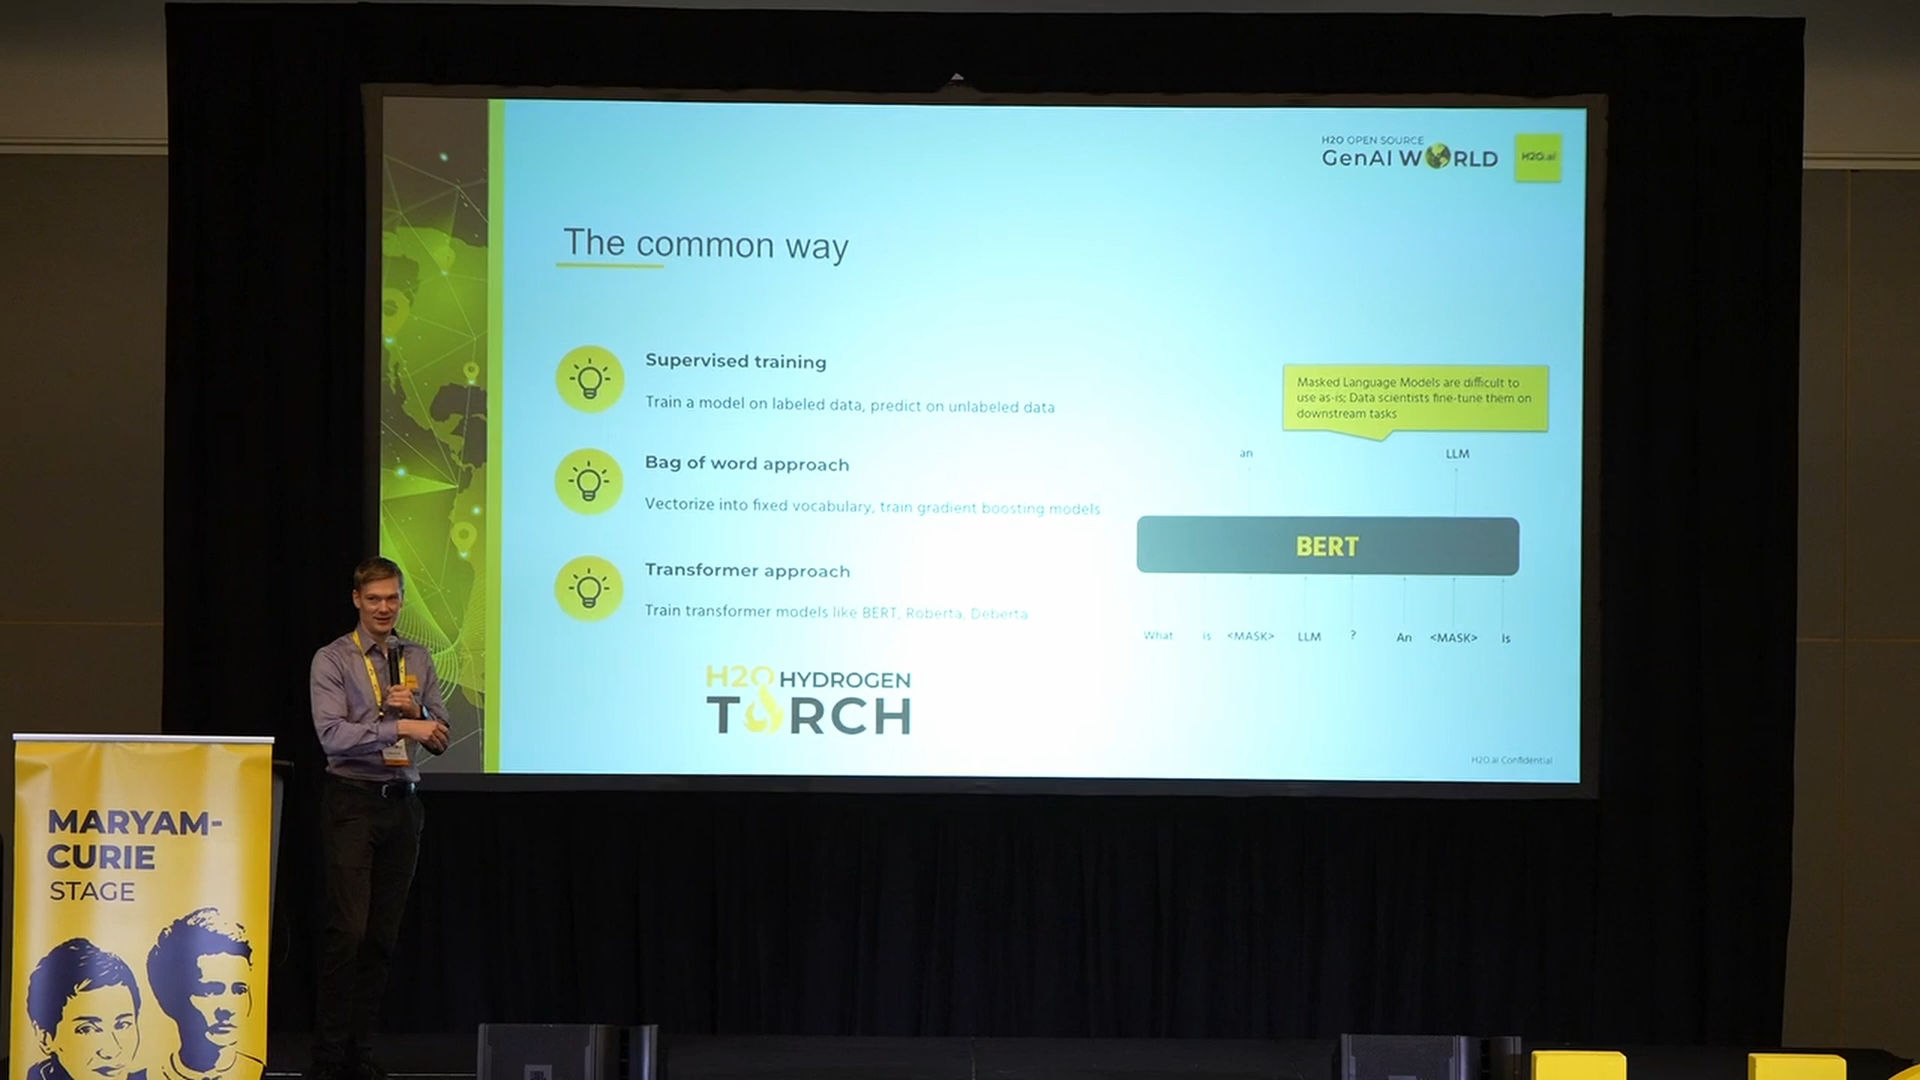 H2O OPEN SOURCE
GenAI WORLD
H2O.ai
The common way
Supervised training
Train a model on labeled data, predict on unlabeled data
Bag of word approach
Vectorize into fixed vocabulary, train gradient boosting models
Transformer approach
Train transformer models like BERT, Roberta, Deberta
H2O HYDROGEN
TORCH
Masked Language Models are difficult to
use as-is; Data scientists fine-tune them on
downstream tasks
an LLM
BERT
What is <MASK> LLM ? An <MASK> is
H2O.ai Confidential
MARYAM-
CURIE
STAGE